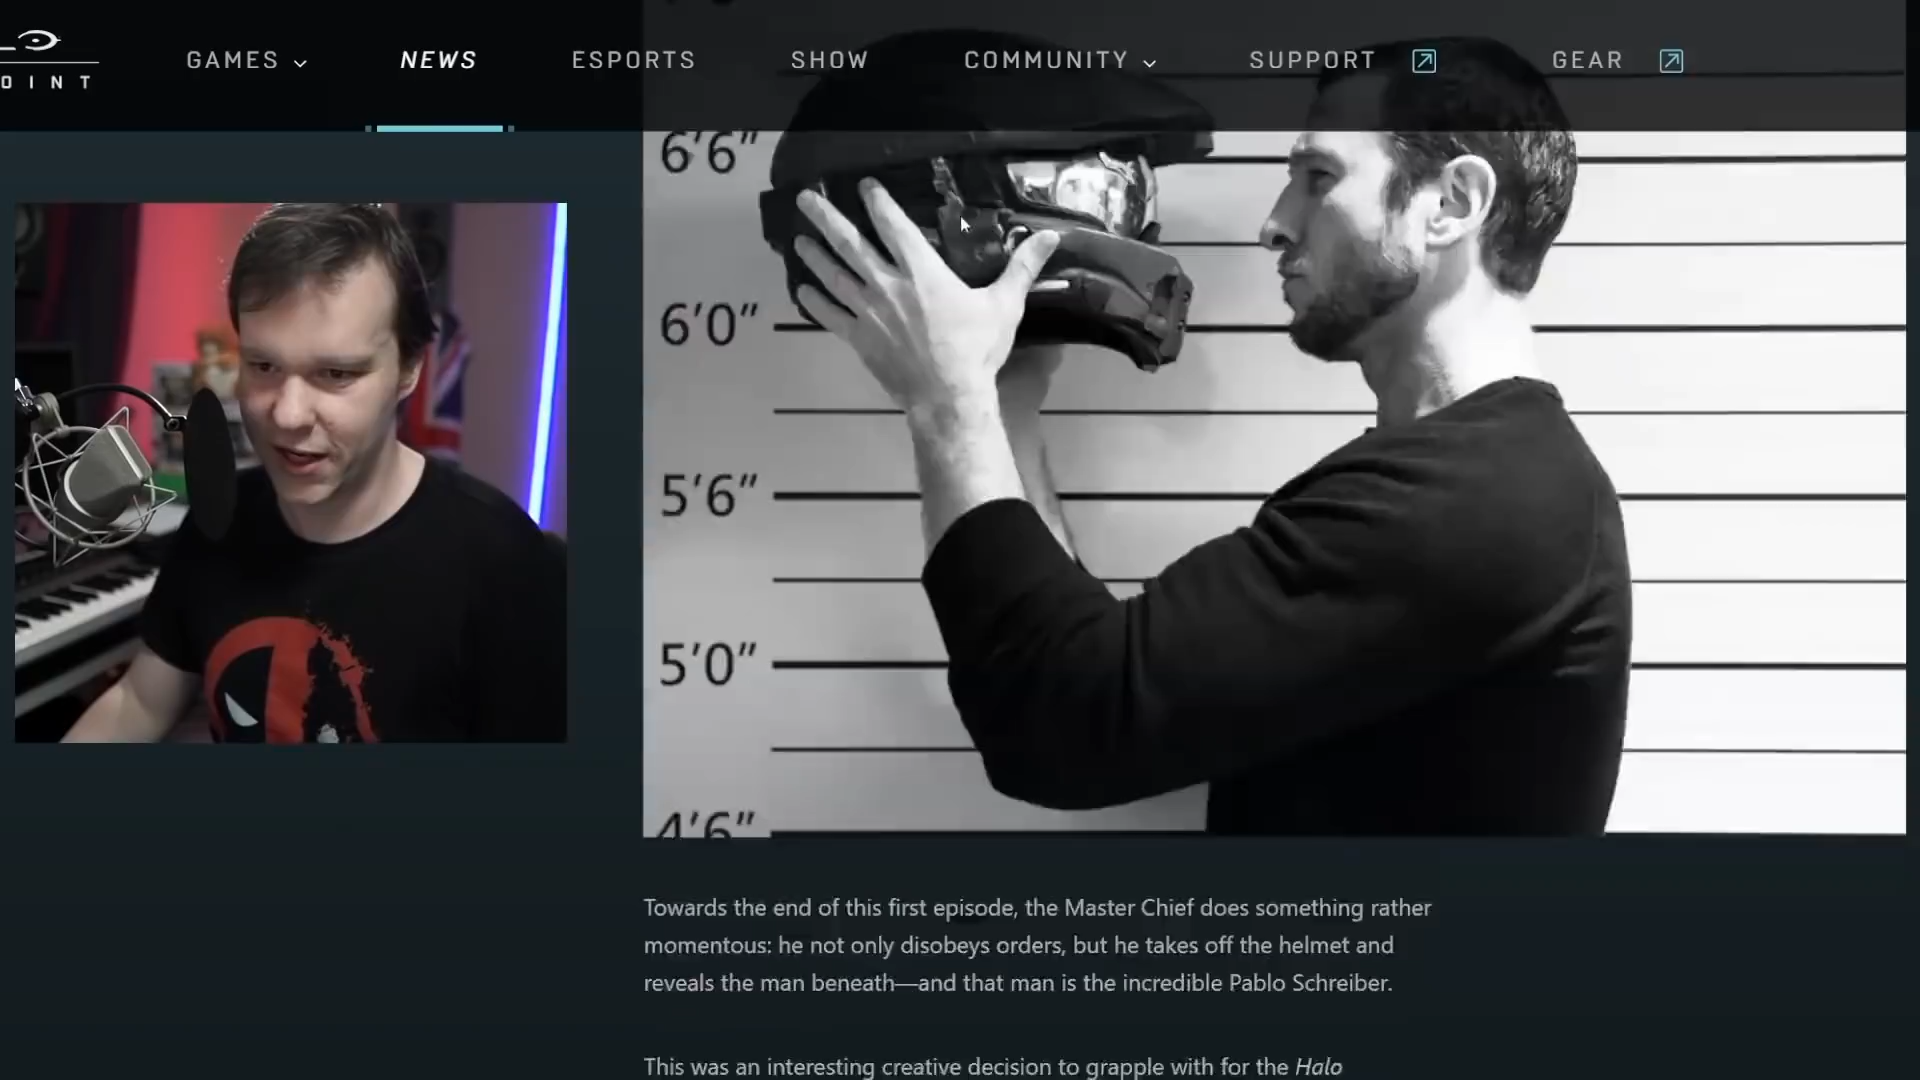 GAMES NEWS ESPORTS SHOW COMMUNITY SUPPORT GEAR
OINT
6'6"
6'0"
5'6"
5'0"
4'6"
Towards the end of this first episode, the Master Chief does something rather
momentous: he not only disobeys orders, but he takes off the helmet and
reveals the man beneath—and that man is the incredible Pablo Schreiber.
This was an interesting creative decision to grapple with for the Halo